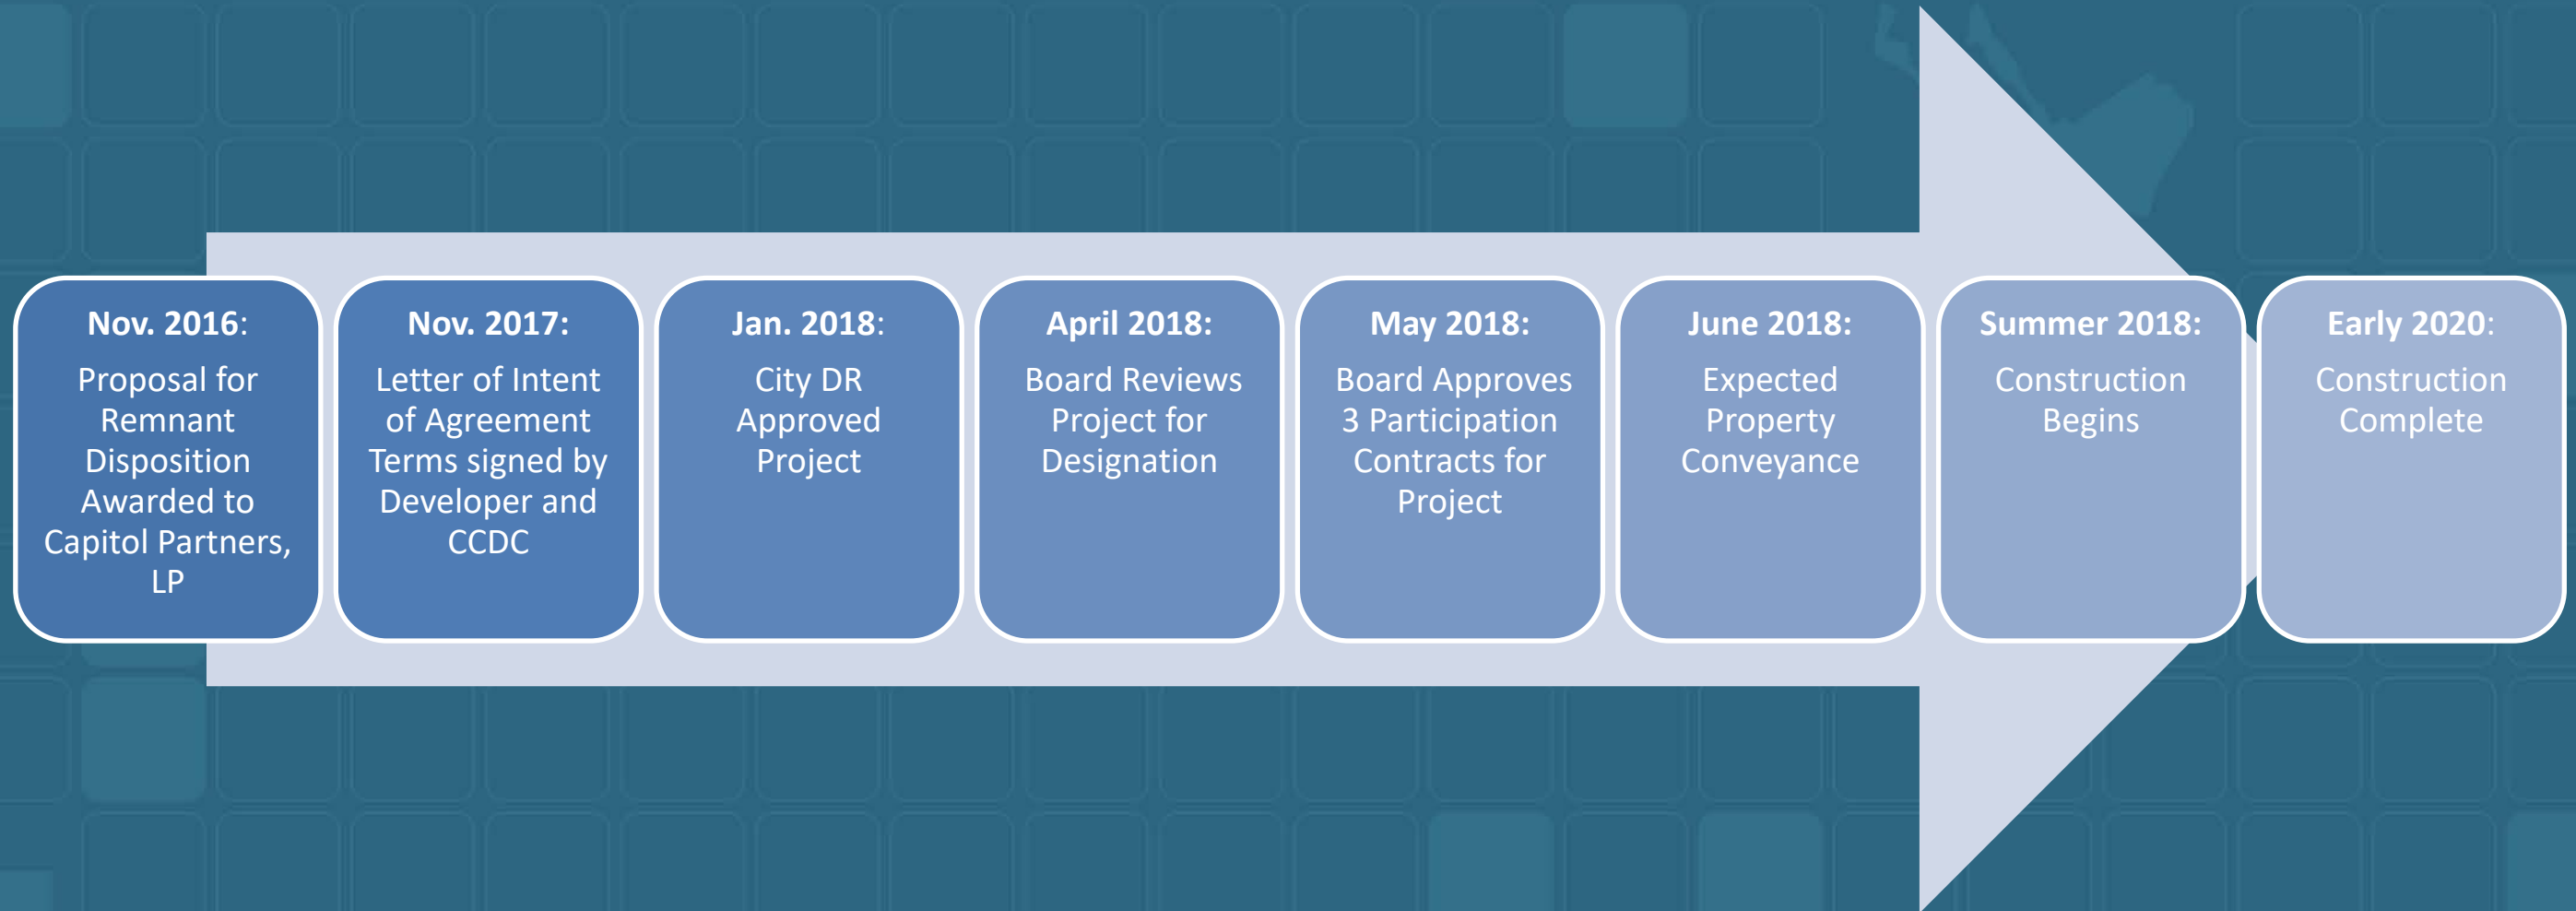 Nov. 2016:
Proposal for
Remnant
Disposition
Awarded to
Capitol Partners,
LP
Nov. 2017:
Letter of Intent
of Agreement
Terms signed by
Developer and
CCDC
Jan. 2018:
City DR
Approved
Project
April 2018:
Board Reviews
Project for
Designation
May 2018:
Board Approves
3 Participation
Contracts for
Project
June 2018:
Expected
Property
Conveyance
Summer 2018:
Construction
Begins
Early 2020:
Construction
Complete